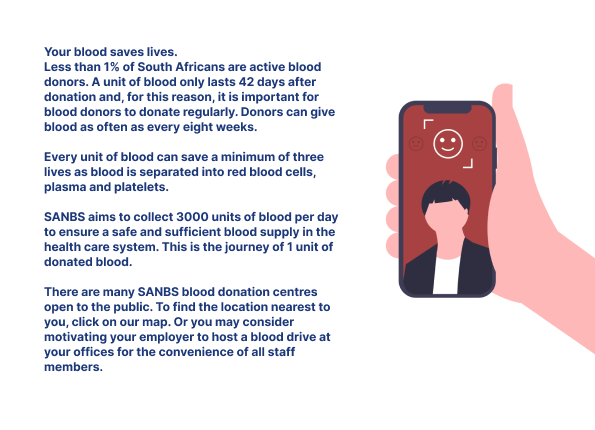 Your blood saves lives.
Less than 1% of South Africans are active blood
donors. A unit of blood only lasts 42 days after
donation and, for this reason, it is important for
blood donors to donate regularly. Donors can give
blood as often as every eight weeks.
Every unit of blood can save a minimum of three
lives as blood is separated into red blood cells,
plasma and platelets.
SANBS aims to collect 3000 units of blood per day
to ensure a safe and sufficient blood supply in the
health care system. This is the journey of 1 unit of
donated blood.
There are many SANBS blood donation centres
open to the public. To find the location nearest to
you, click on our map. Or you may consider
motivating your employer to host a blood drive at
your offices for the convenience of all staff
members.